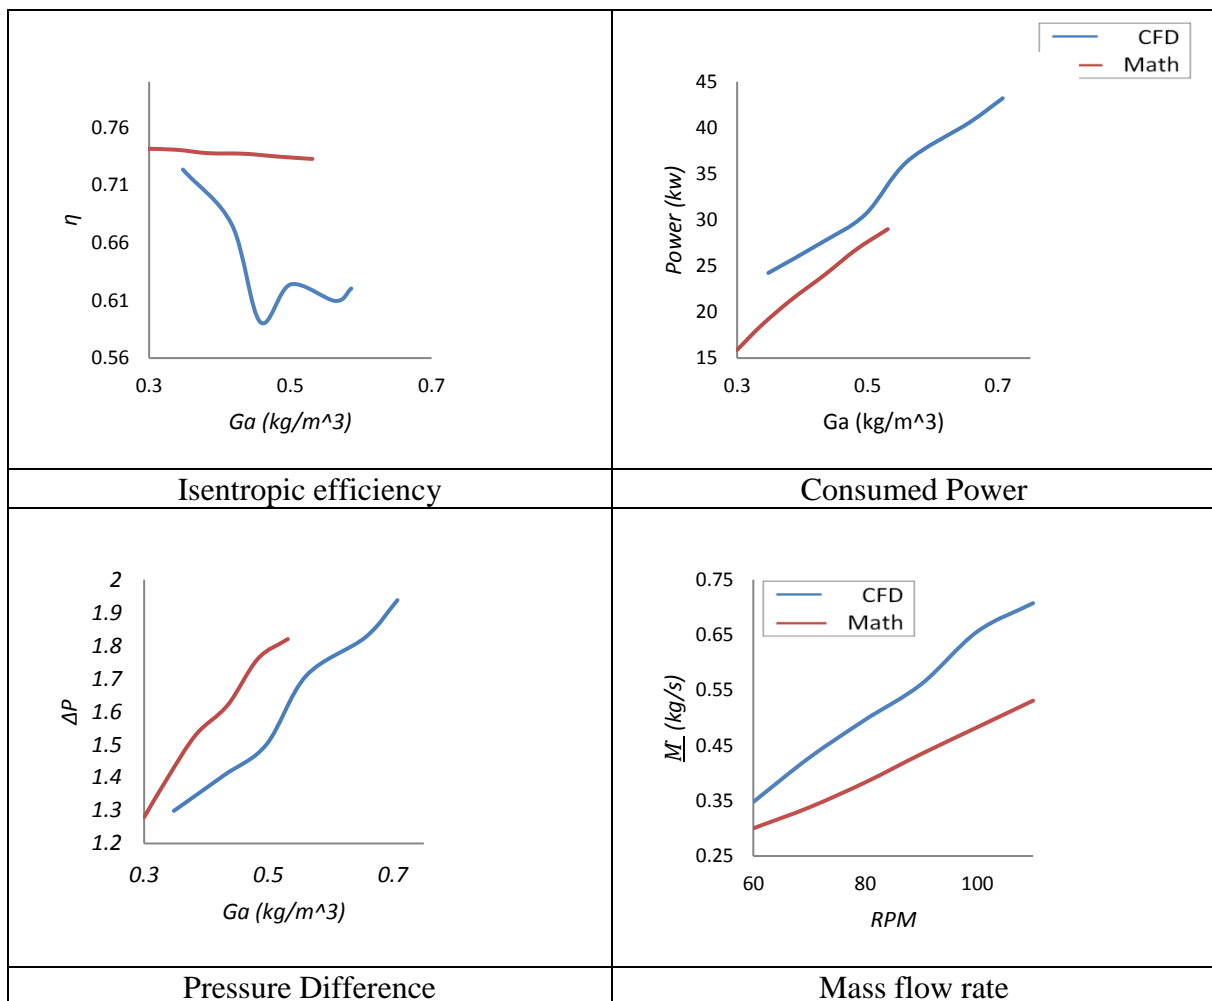 0.76
0.71
0.66
0.61
0.56
η
0.3 0.5 0.7
Ga (kg/m^3)
Isentropic efficiency
CFD
Math
45
40
35
30
25
20
15
Power (kw)
0.3 0.5 0.7
Ga (kg/m^3)
Consumed Power
2
1.9
1.8
1.7
1.6
1.5
1.4
1.3
1.2
ΔP
0.3 0.5 0.7
Ga (kg/m^3)
Pressure Difference
CFD
Math
0.75
0.65
0.55
0.45
0.35
0.25
M (kg/s)
60 80 100
RPM
Mass flow rate